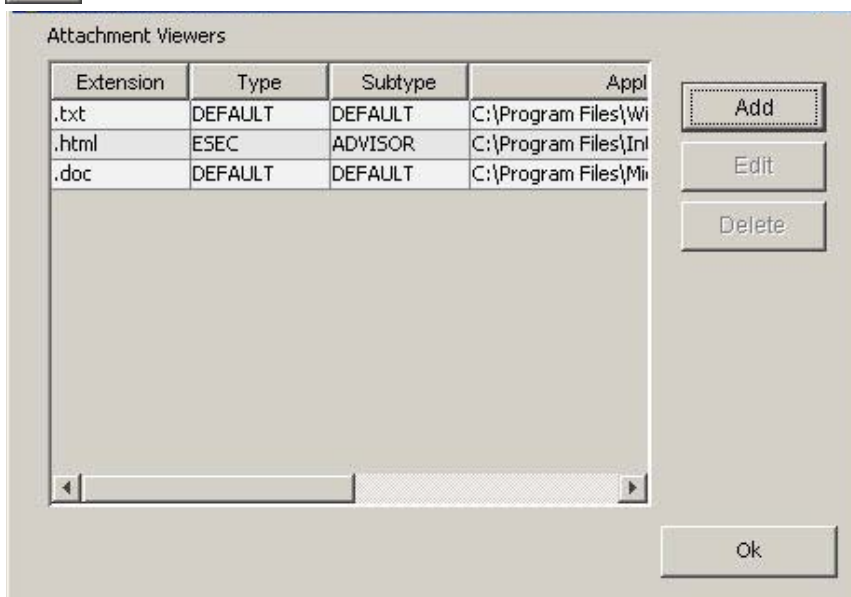 Attachment Viewers
Extension Type Subtype Appl
.txt DEFAULT DEFAULT C:\Program Files\Wi
.html ESEC ADVISOR C:\Program Files\Int
.doc DEFAULT DEFAULT C:\Program Files\Mi
Add
Edit
Delete
Ok